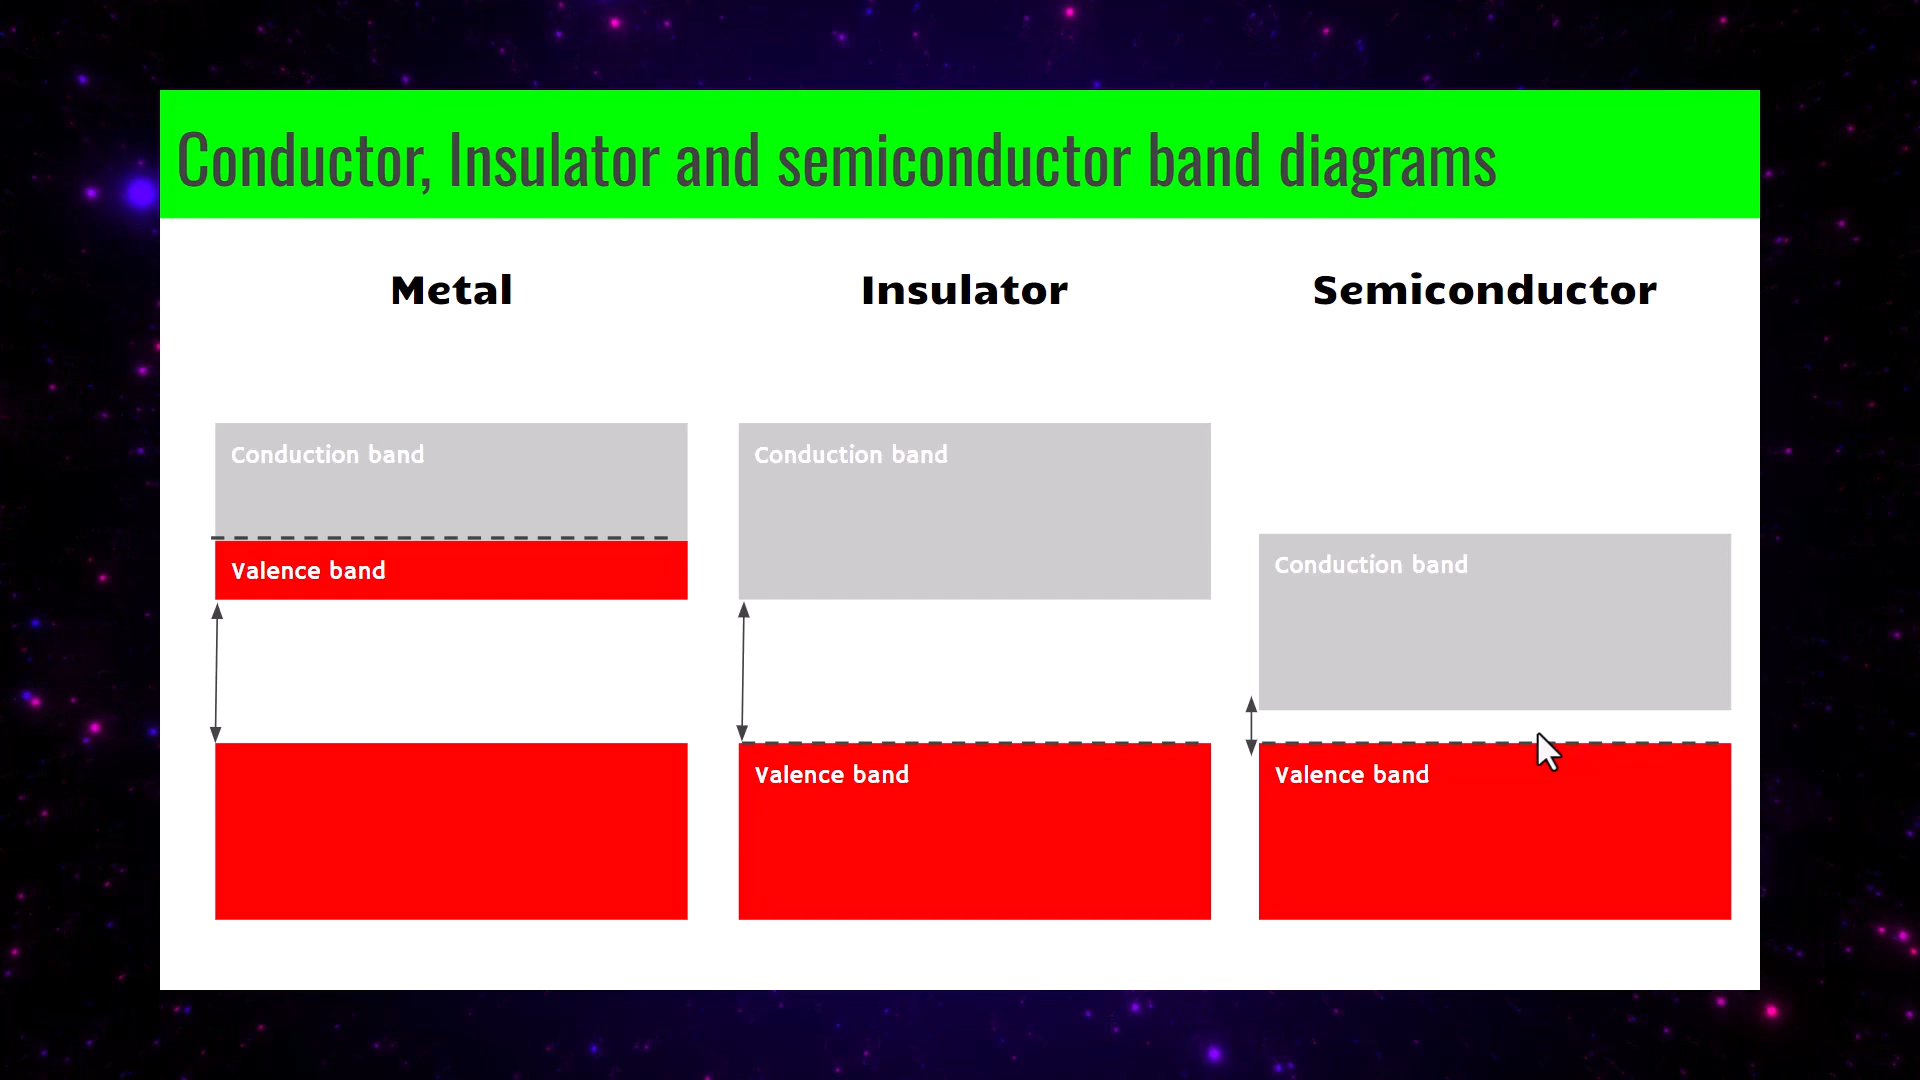 Conductor, Insulator and semiconductor band diagrams
Metal
Insulator
Semiconductor
Conduction band
Conduction band
Conduction band
Valence band
Valence band
Valence band